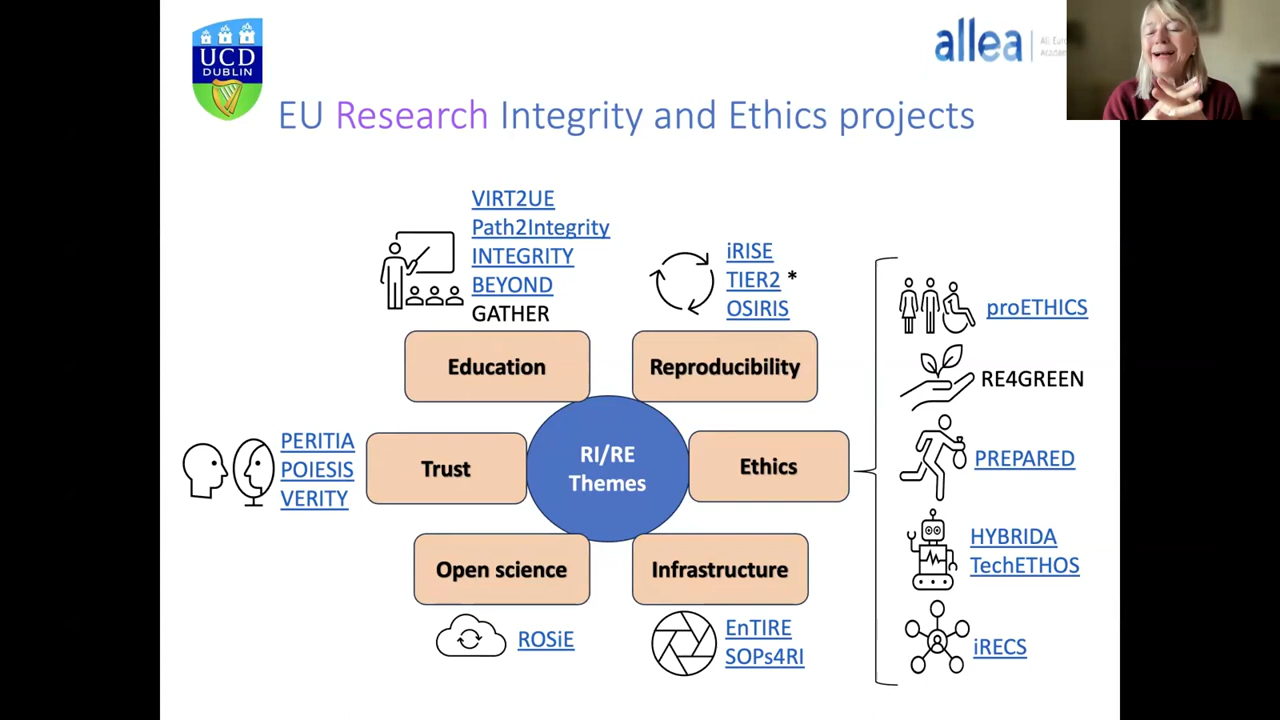 UCD
DUBLIN
allea
EU Research Integrity and Ethics projects
VIRT2UE
Path2Integrity
INTEGRITY
BEYOND
GATHER
iRISE
TIER2 *
OSIRIS
Education
Reproducibility
PERITIA
POIESIS
VERITY
Trust
RI/RE
Themes
Ethics
Open science
Infrastructure
ROSiE
EnTIRE
SOPs4RI
proETHICS
RE4GREEN
PREPARED
HYBRIDA
TechETHOS
iRECS